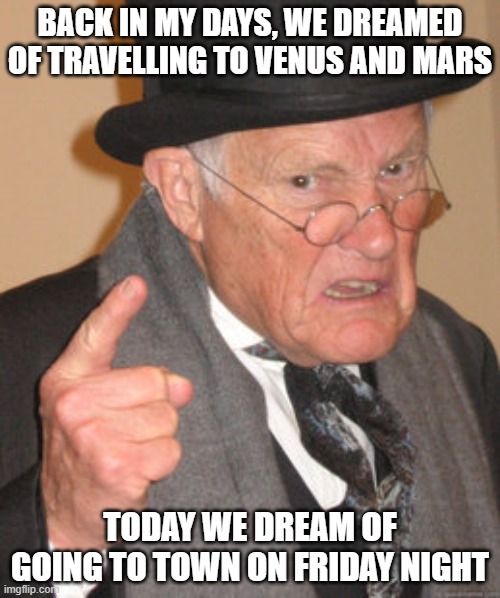 BACK IN MY DAYS, WE DREAMED
OF TRAVELLING TO VENUS AND MARS
TODAY WE DREAM OF
GOING TO TOWN ON FRIDAY NIGHT
imgflip.com